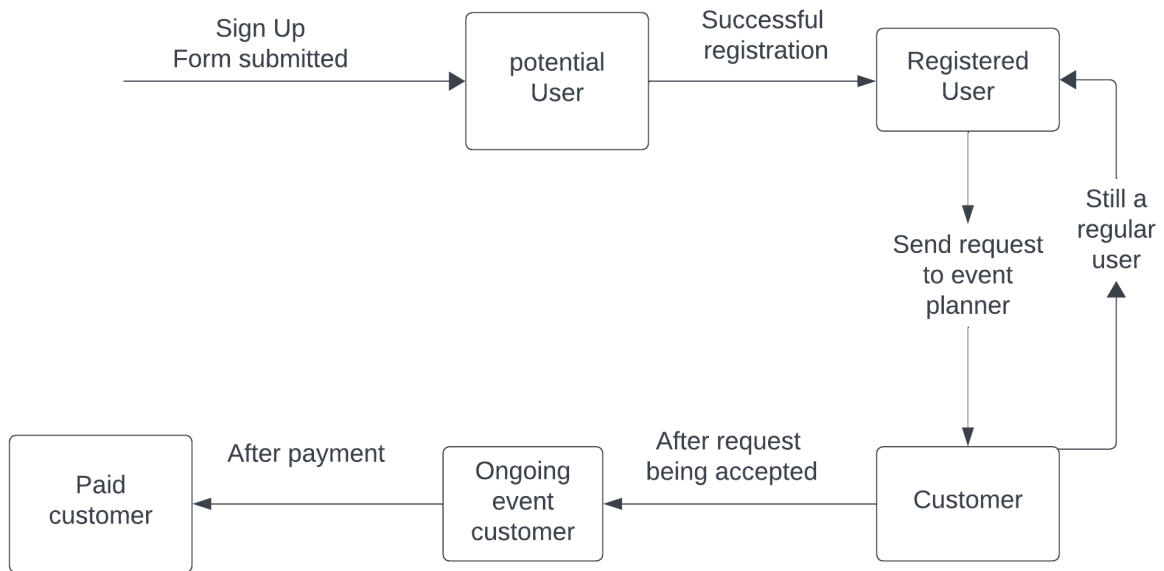 Sign Up
Form submitted
potential
User
Successful
registration
Registered
User
Still a
regular
user
Send request
to event
planner
Customer
After request
being accepted
Ongoing
event
customer
After payment
Paid
customer